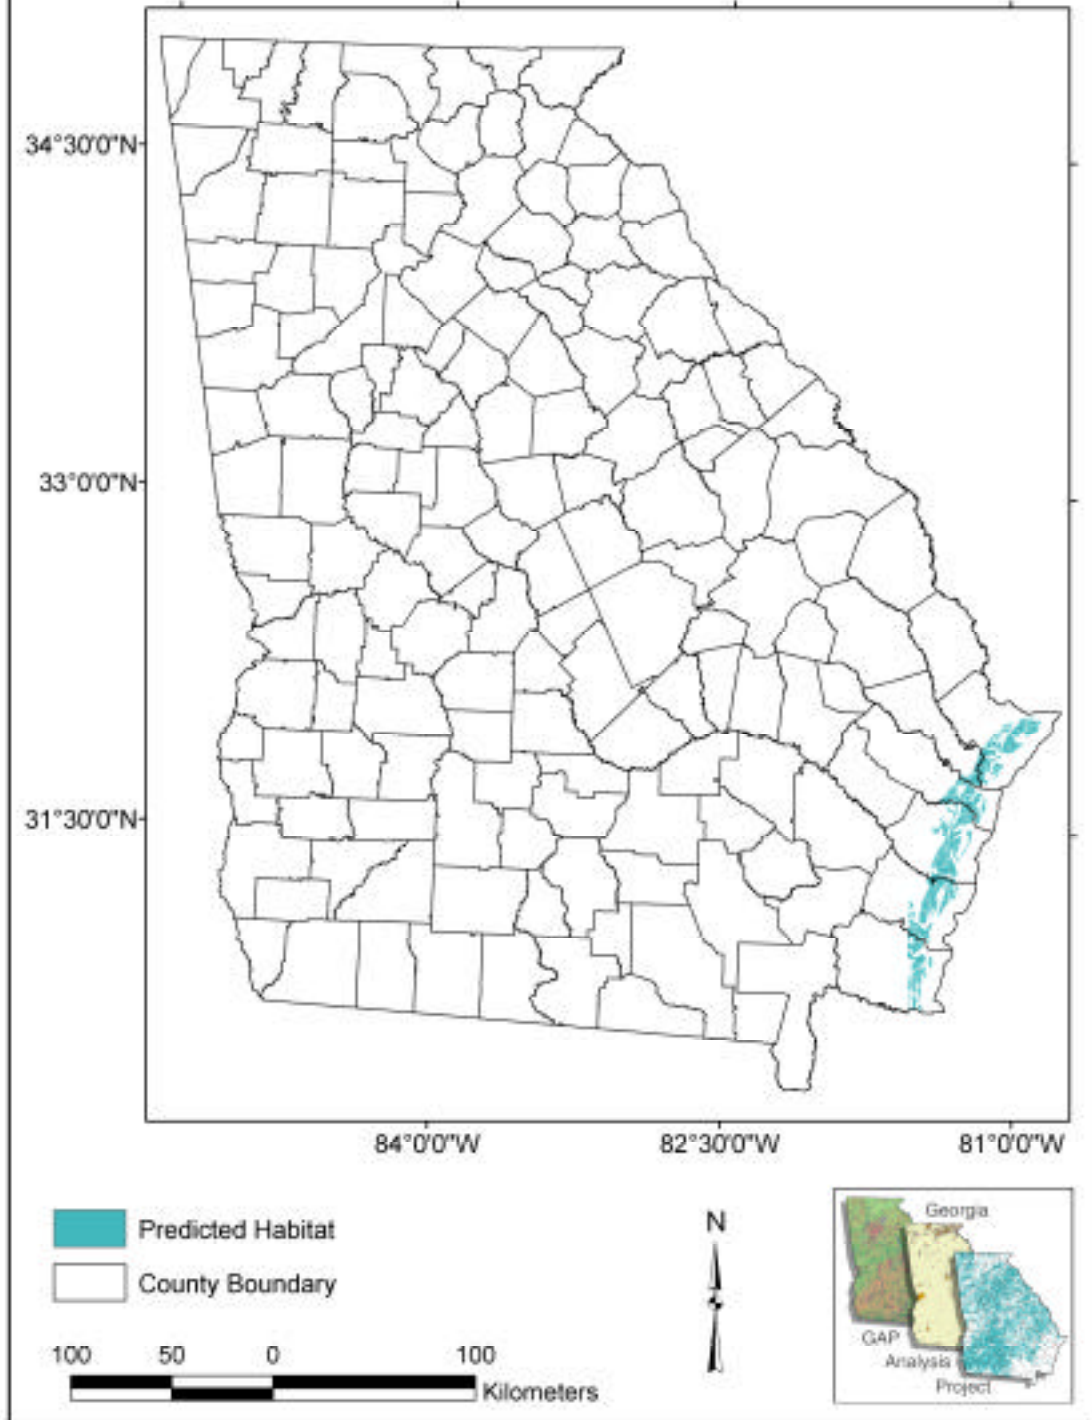 34°30'0"N
33°0'0"N
31°30'0"N
84°0'0"W 82°30'0"W 81°0'0"W
Predicted Habitat
County Boundary
N
100 50 0 100
Kilometers
Georgia
GAP
Analysis
Project